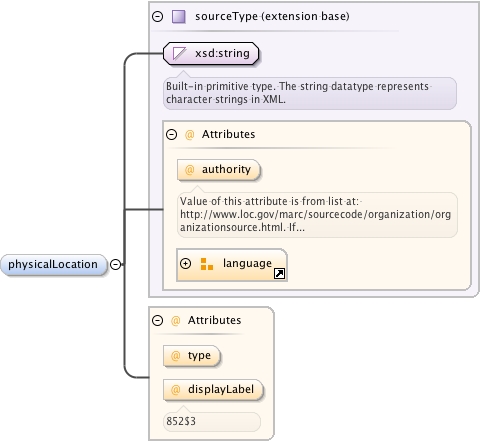 sourceType (extension base)
xsd:string
Built-in primitive type. The string datatype represents
character strings in XML.
@ Attributes
@ authority
Value of this attribute is from list at:
http://www.loc.gov/marc/sourcecode/organization/org
anizationsource.html. If...
language
physicalLocation
@ Attributes
@ type
@ displayLabel
852$3